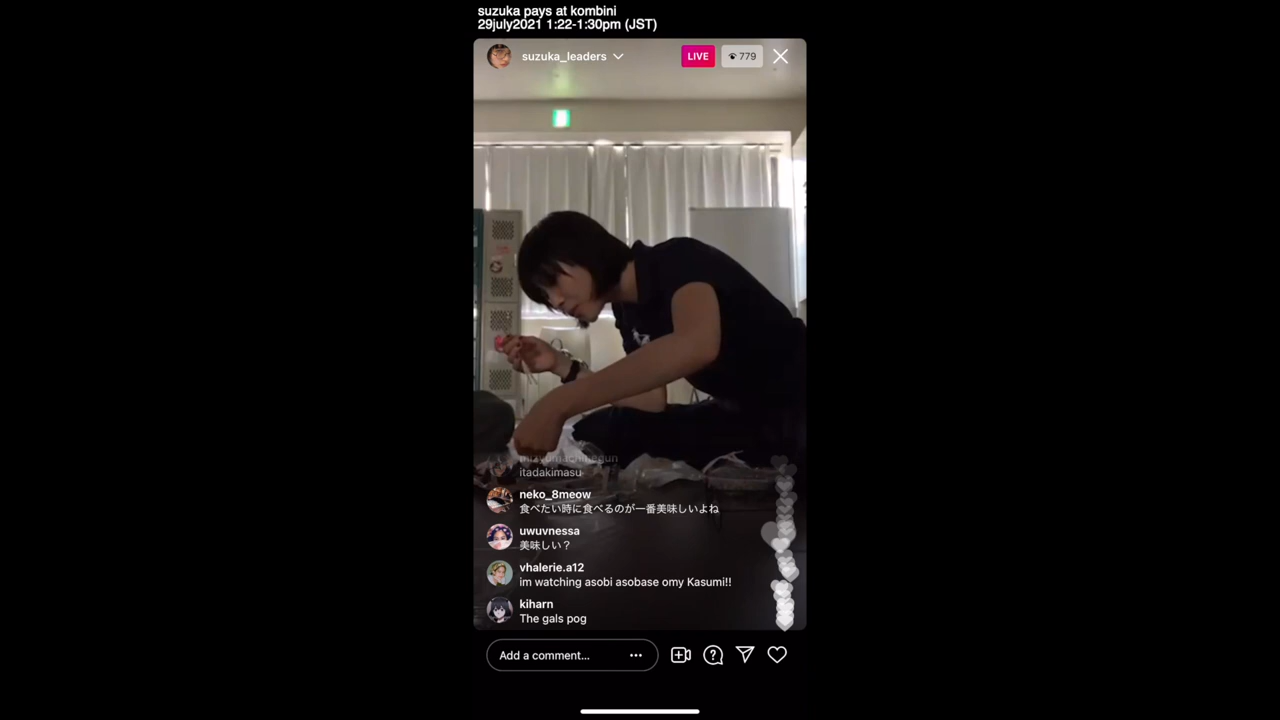 suzuka pays at kombini
29july2021 1:22-1:30pm (JST)
suzuka_leaders
LIVE
779
itadakimasu
neko_8meow
食べたい時に食べるのが一番美味しいよね
uwuvnessa
美味しい？
vhalerie.a12
im watching asobi asobase omy Kasumi!!
kiharn
The gals pog
Add a comment...